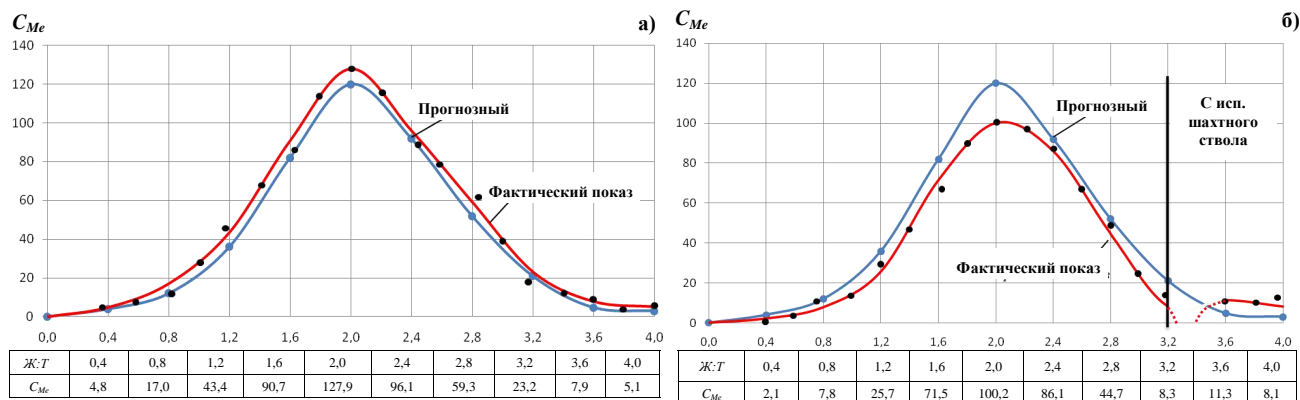 C_Me
а)
140
120
100
80
60
40
20
0
Прогнозный
Фактический показ
0,0 0,4 0,8 1,2 1,6 2,0 2,4 2,8 3,2 3,6 4,0
Ж:Т 0,4 0,8 1,2 1,6 2,0 2,4 2,8 3,2 3,6 4,0
C_Me 4,8 17,0 43,4 90,7 127,9 96,1 59,3 23,2 7,9 5,1
C_Me
б)
140
120
100
80
60
40
20
0
Прогнозный
С исп.
шахтного
ствола
Фактический показ
0,0 0,4 0,8 1,2 1,6 2,0 2,4 2,8 3,2 3,6 4,0
Ж:Т 0,4 0,8 1,2 1,6 2,0 2,4 2,8 3,2 3,6 4,0
C_Me 2,1 7,8 25,7 71,5 100,2 86,1 44,7 8,3 11,3 8,1